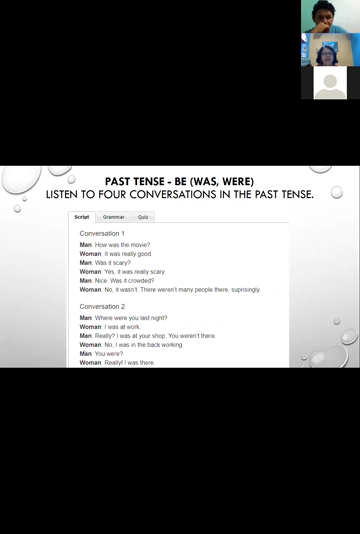 PAST TENSE - BE (WAS, WERE)
LISTEN TO FOUR CONVERSATIONS IN THE PAST TENSE.
Script Grammar Quiz
Conversation 1
Man: How was the movie?
Woman: It was really good.
Man: Was it scary?
Woman: Yes, it was really scary.
Man: Nice. Was it crowded?
Woman: No, it wasn't. There weren't many people there, suprisingly.
Conversation 2
Man: Where were you last night?
Woman: I was at work.
Man: Really? I was at your shop. You weren't there.
Woman: No, I was in the back working.
Man: You were?
Woman: Really! I was there.